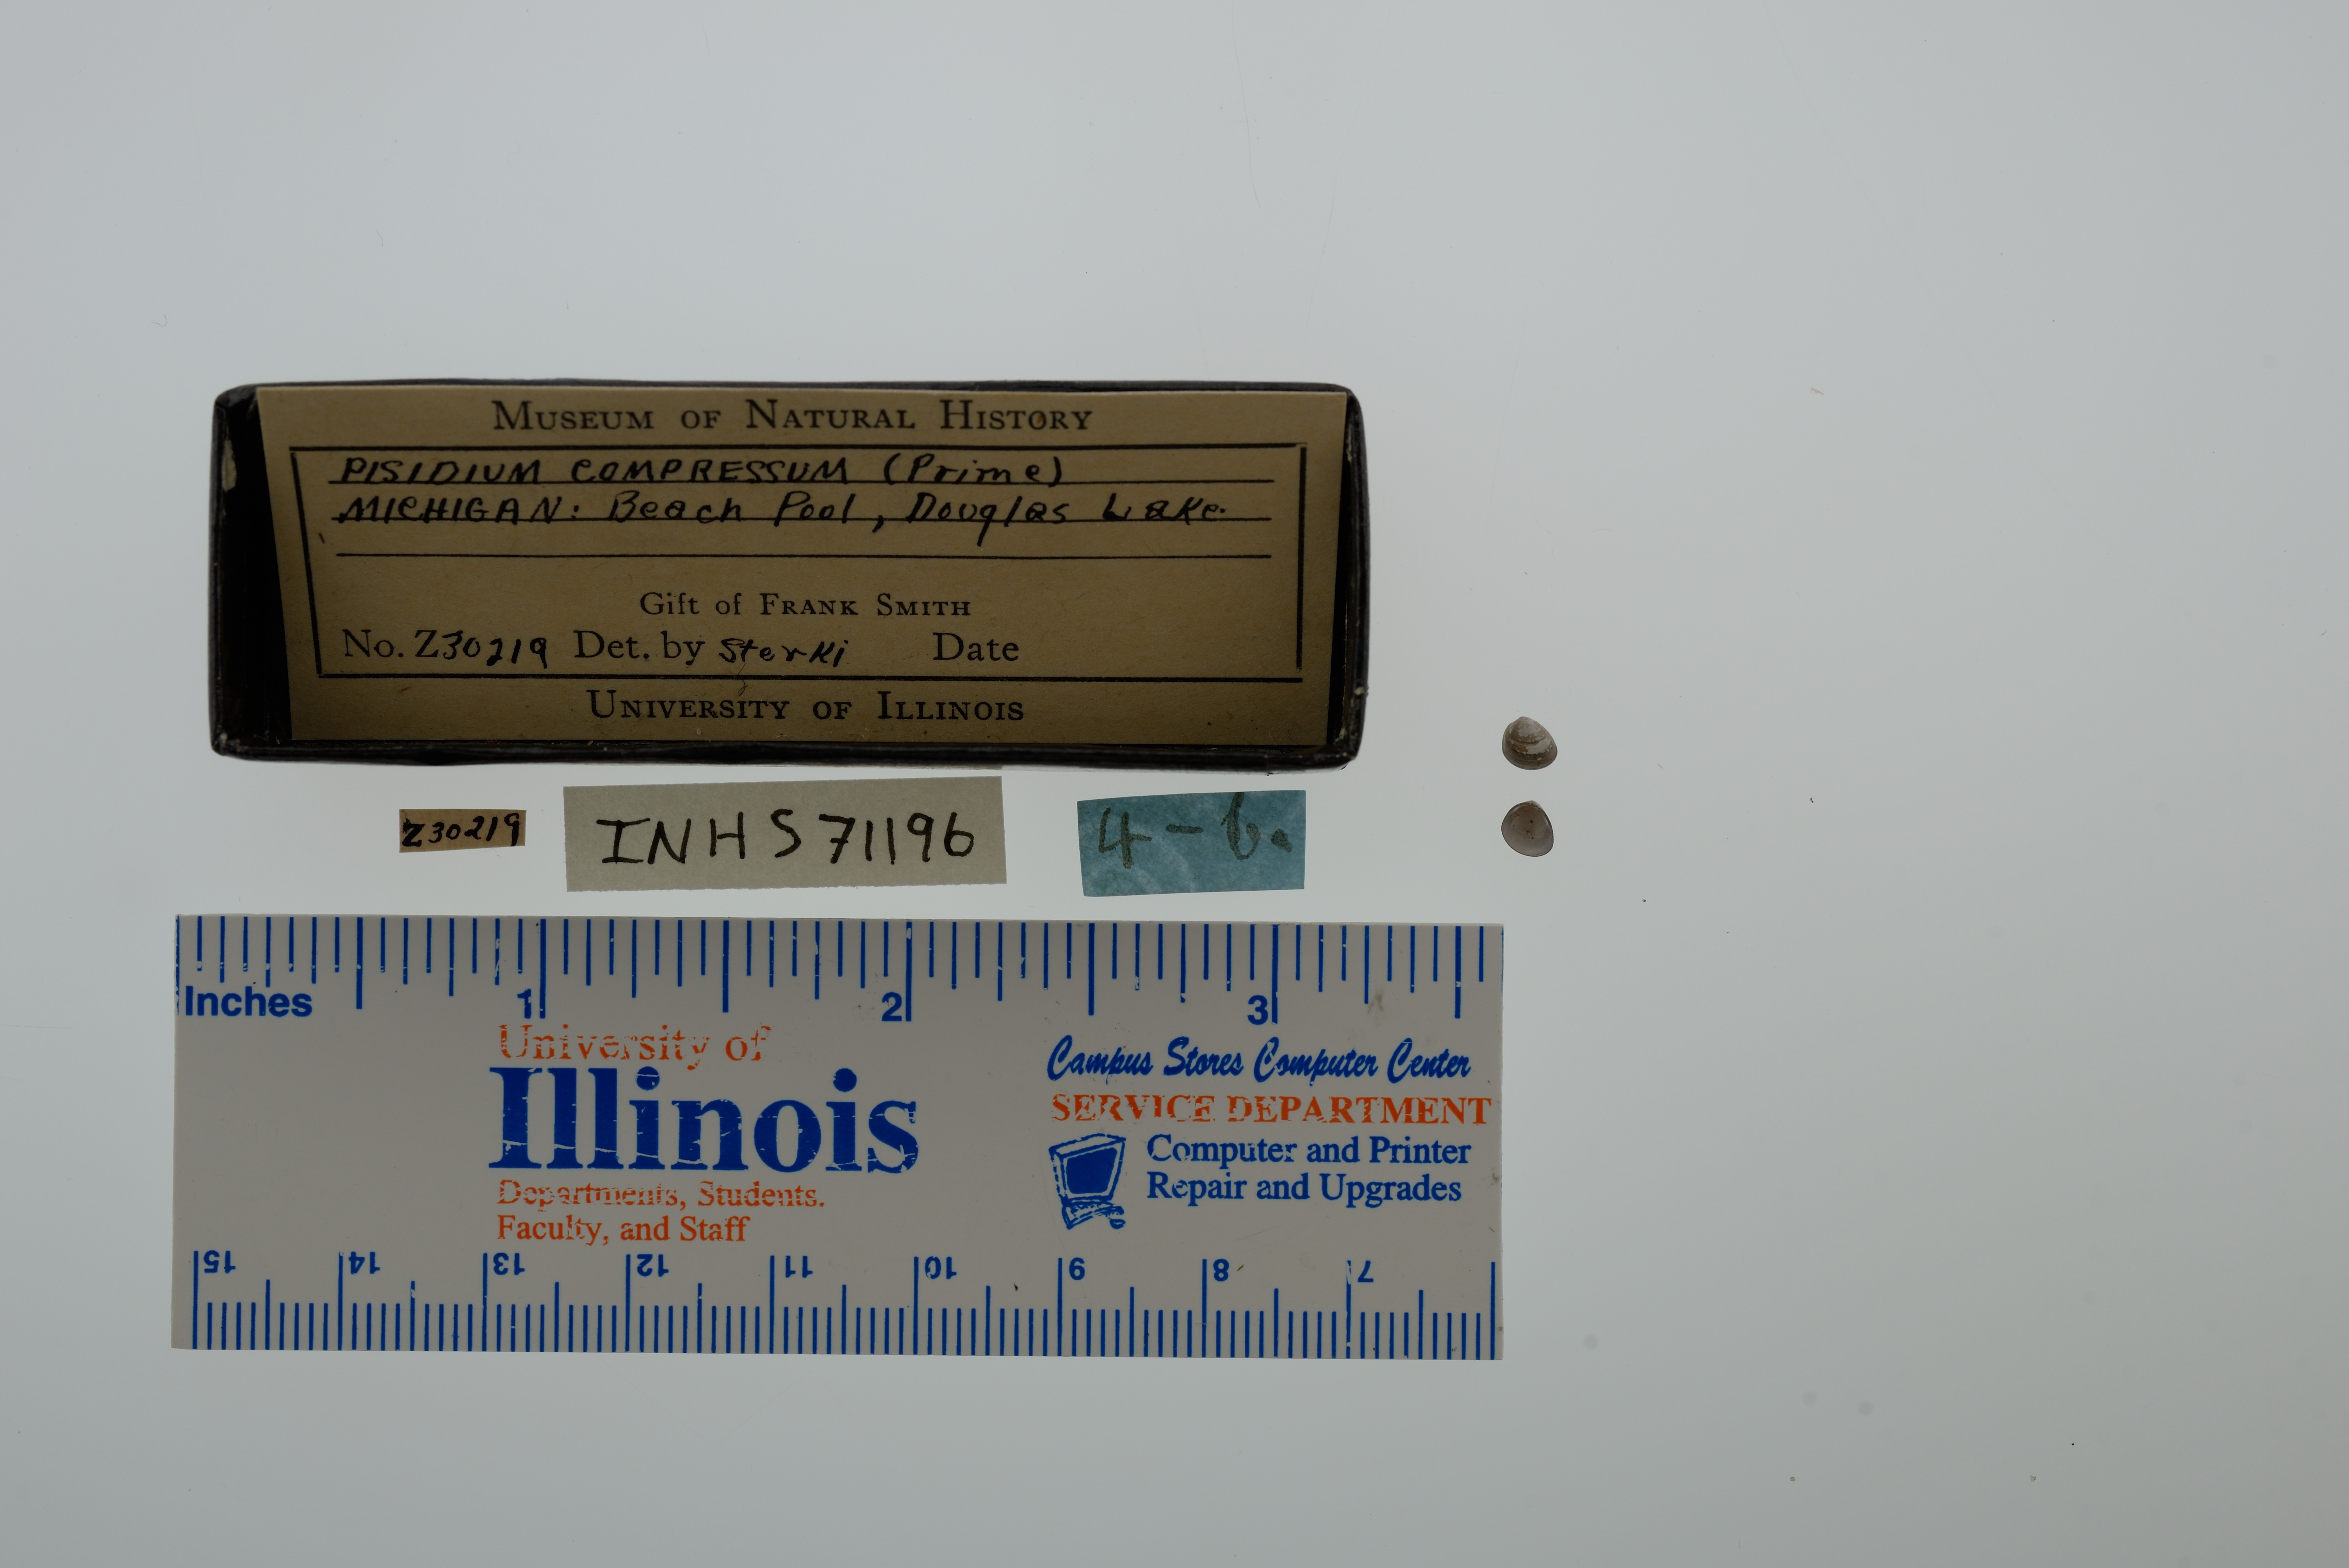 MUSEUM OF NATURAL HISTORY
PISIDIUM COMPRESSUM (Prime)
MICHIGAN: Beach Pool, Douglas Lake.
Gift of FRANK SMITH
No. Z30219 Det. by Sterki Date
UNIVERSITY OF ILLINOIS
Z30219
INHS 71196
4-6.
Inches 1 2 3
University of
Illinois
Departments, Students,
Faculty, and Staff
Campus Stores Computer Center
SERVICE DEPARTMENT
Computer and Printer
Repair and Upgrades
15 14 13 12 11 10 9 8 7